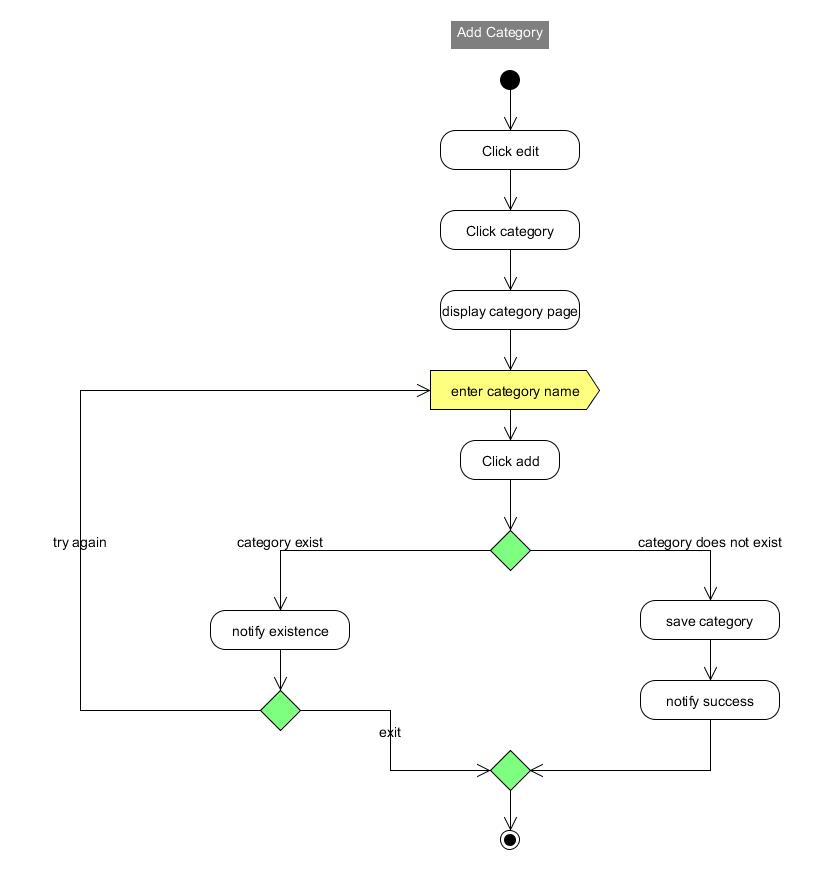 Add Category
Click edit
Click category
display category page
enter category name
Click add
try again
category exist
category does not exist
notify existence
save category
notify success
exit